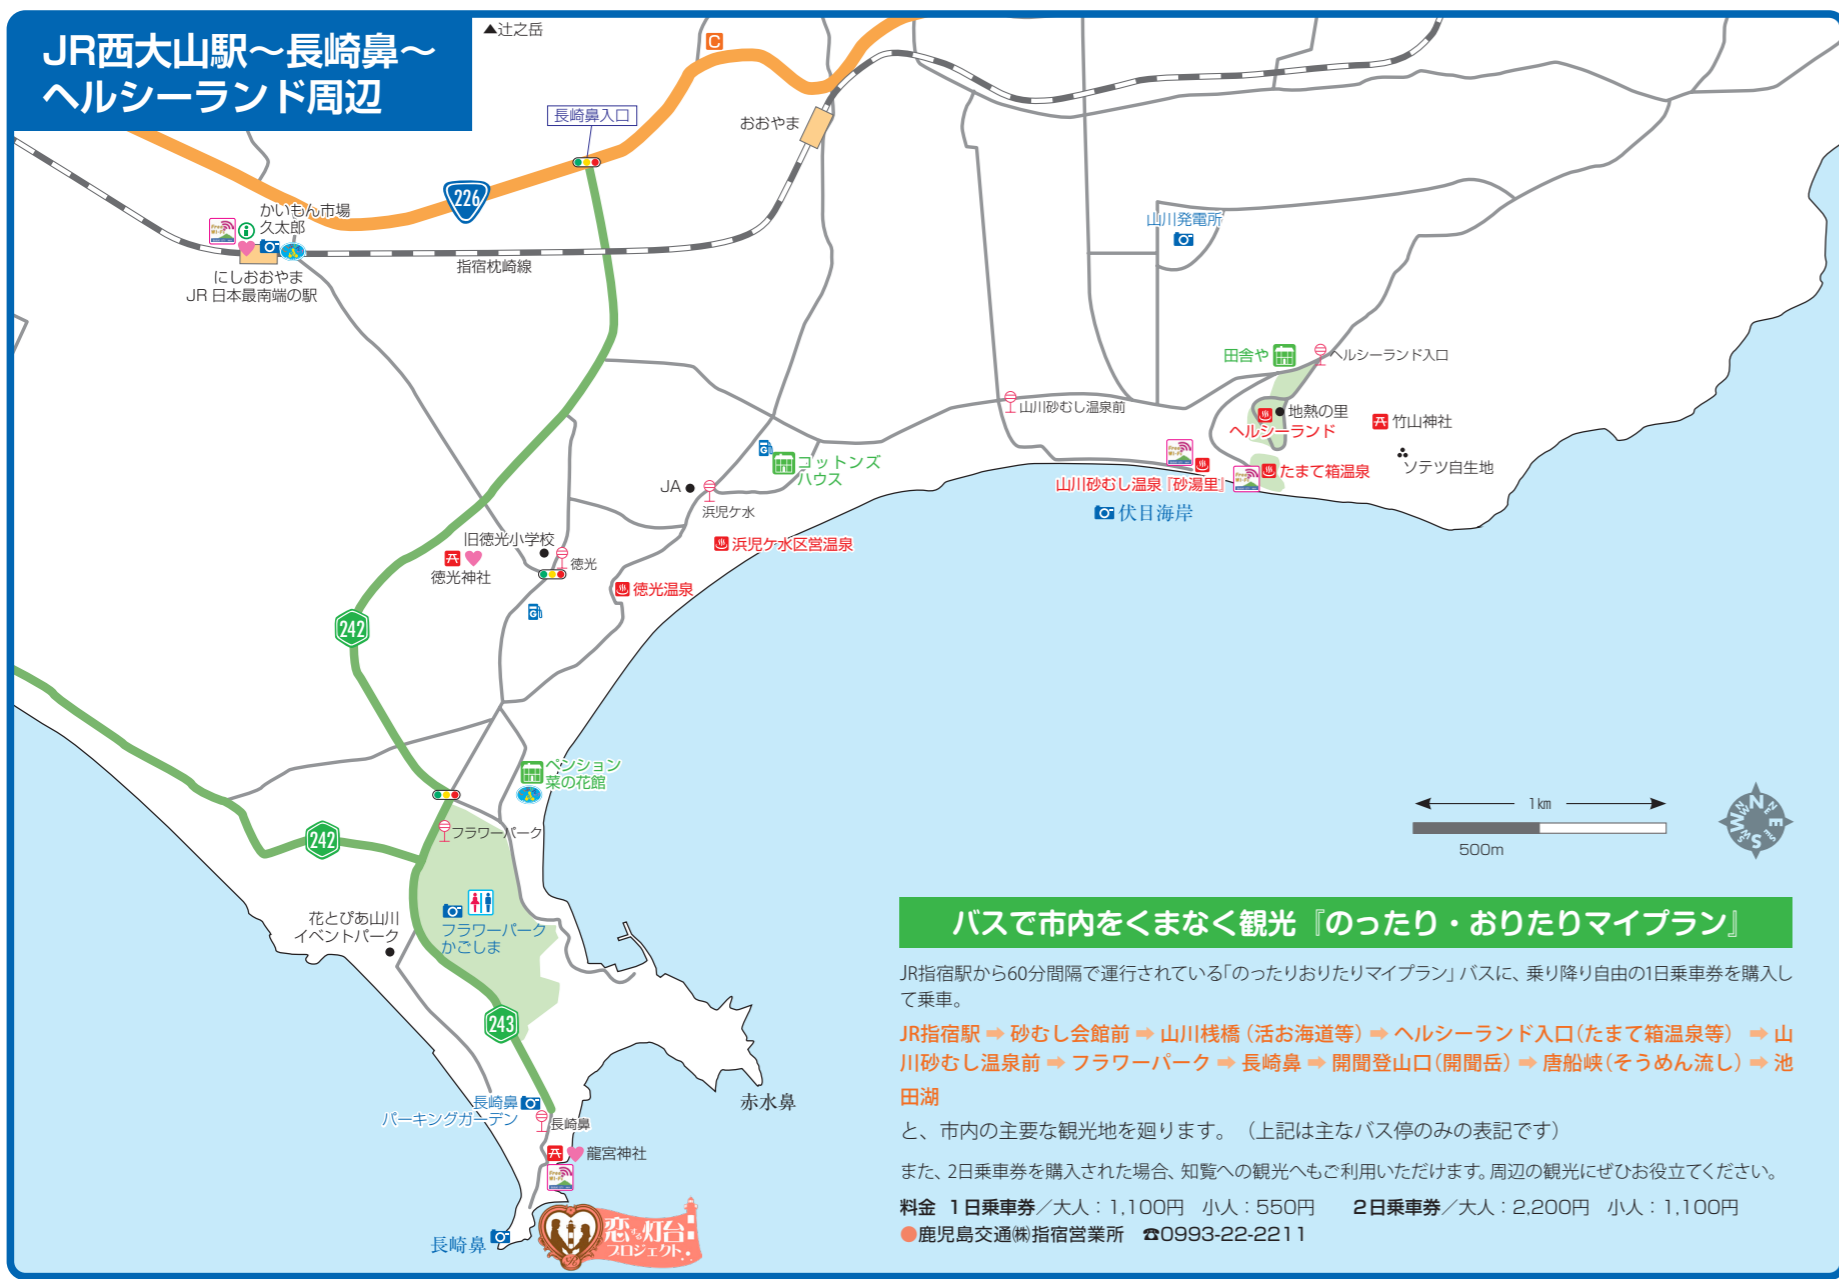 JR西大山駅～長崎鼻～
ヘルシーランド周辺
▲辻之岳
C
長崎鼻入口
おおやま
226
かいもん市場
久太郎
にしおおやま
JR 日本最南端の駅
指宿枕崎線
山川発電所
田舎や
ヘルシーランド入口
山川砂むし温泉前
地熱の里
ヘルシーランド
竹山神社
ソテツ自生地
たまて箱温泉
山川砂むし温泉『砂湯里』
伏目海岸
コットンズ
ハウス
JA
浜児ケ水
浜児ケ水区営温泉
旧徳光小学校
徳光
徳光神社
徳光温泉
242
ペンション
菜の花館
フラワーパーク
242
花とぴあ山川
イベントパーク
フラワーパーク
かごしま
243
赤水鼻
長崎鼻
パーキングガーデン
長崎鼻
龍宮神社
長崎鼻
恋する灯台
プロジェクト
1km
500m
N
E
S
W
バスで市内をくまなく観光『のったり・おりたりマイプラン』
JR指宿駅から60分間隔で運行されている「のったりおりたりマイプラン」バスに、乗り降り自由の1日乗車券を購入し
て乗車。
JR指宿駅 ➡ 砂むし会館前 ➡ 山川桟橋（活お海道等）➡ ヘルシーランド入口（たまて箱温泉等） ➡ 山
川砂むし温泉前 ➡ フラワーパーク ➡ 長崎鼻 ➡ 開聞登山口（開聞岳）➡ 唐船峡（そうめん流し）➡ 池
田湖
と、市内の主要な観光地を廻ります。（上記は主なバス停のみの表記です）
また、2日乗車券を購入された場合、知覧への観光へもご利用いただけます。周辺の観光にぜひお役立てください。
料金 1日乗車券／大人：1,100円 小人：550円 2日乗車券／大人：2,200円 小人：1,100円
●鹿児島交通㈱指宿営業所 ☎0993-22-2211